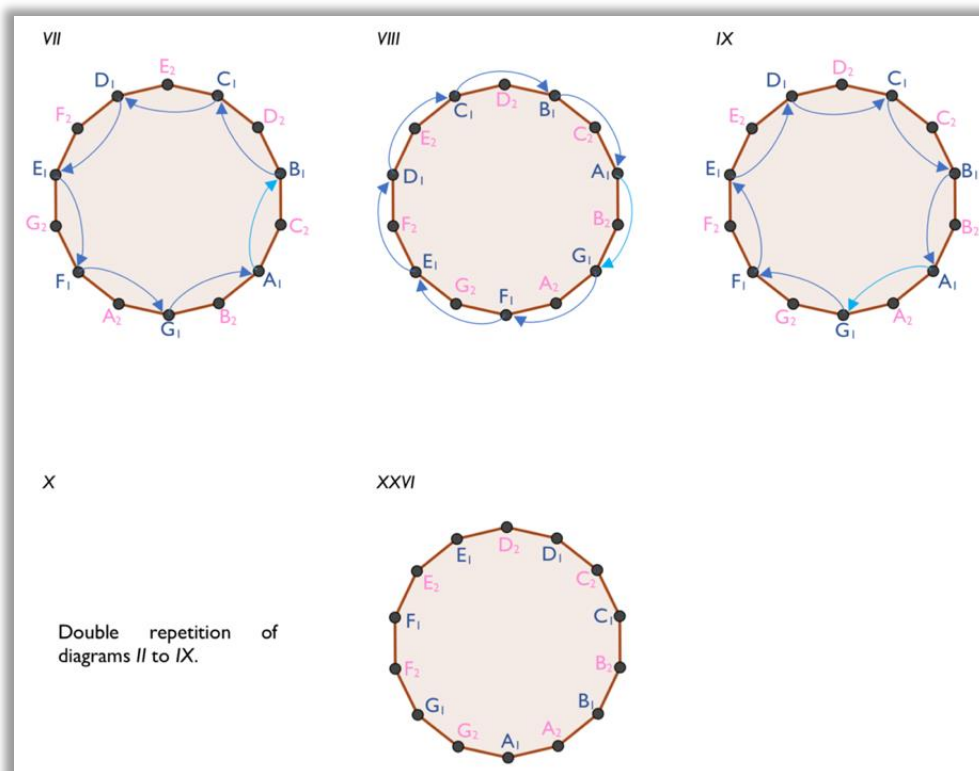 VII VIII IX
E₂
D₁ C₁
F₂ D₂
E₁ B₁
G₂ C₂
F₁ A₁
A₂ B₂
G₁
D₂
C₁ B₁
E₂ C₂
D₁ A₁
F₂ B₂
E₁ G₁
G₂ A₂
F₁
D₂
D₁ C₁
E₂ C₂
E₁ B₁
F₂ B₂
F₁ A₁
G₂ A₂
G₁
X XXVI
Double repetition of
diagrams II to IX.
D₂
E₁ D₁
E₂ C₂
F₁ C₁
F₂ B₂
G₁ B₁
G₂ A₂
A₁